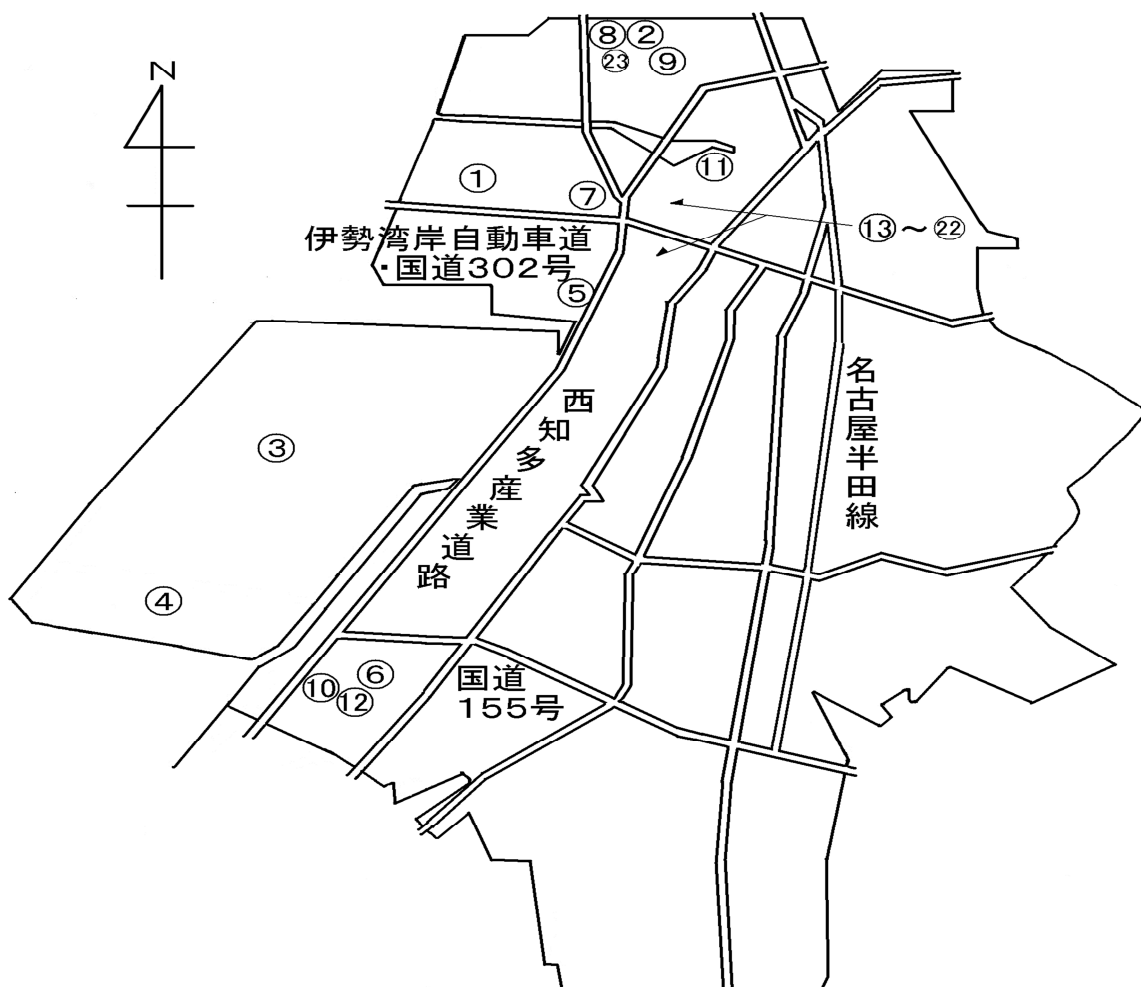 N
⑧ ②
㉓ ⑨
⑪
①
⑦
⑬～㉒
伊勢湾岸自動車道
・国道302号
⑤
名古屋半田線
西知多産業道路
③
④
⑥
⑩
⑫
国道
155号